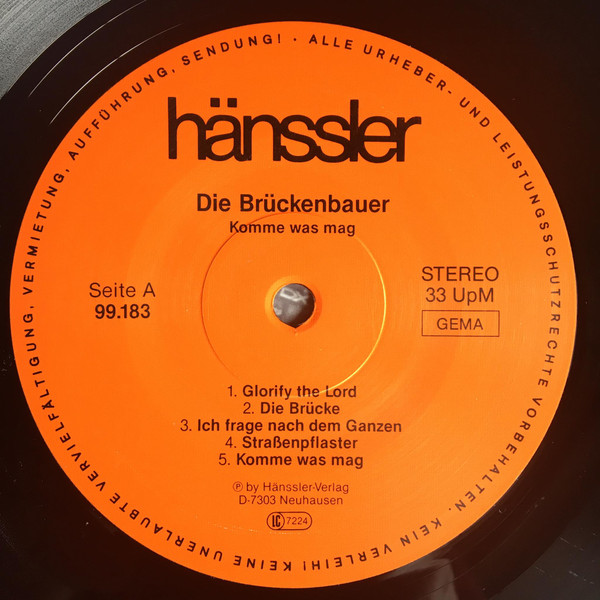 ALLE URHEBER- UND LEISTUNGSSCHUTZRECHTE VORBEHALTEN · KEIN VERLEIH! KEINE UNERLAUBTE VERVIELFÄLTIGUNG, VERMIETUNG, AUFFÜHRUNG, SENDUNG! ·
hänssler
Die Brückenbauer
Komme was mag
Seite A
99.183
STEREO
33 UpM
GEMA
1. Glorify the Lord
2. Die Brücke
3. Ich frage nach dem Ganzen
4. Straßenpflaster
5. Komme was mag
℗ by Hänssler-Verlag
D-7303 Neuhausen
LC 7224